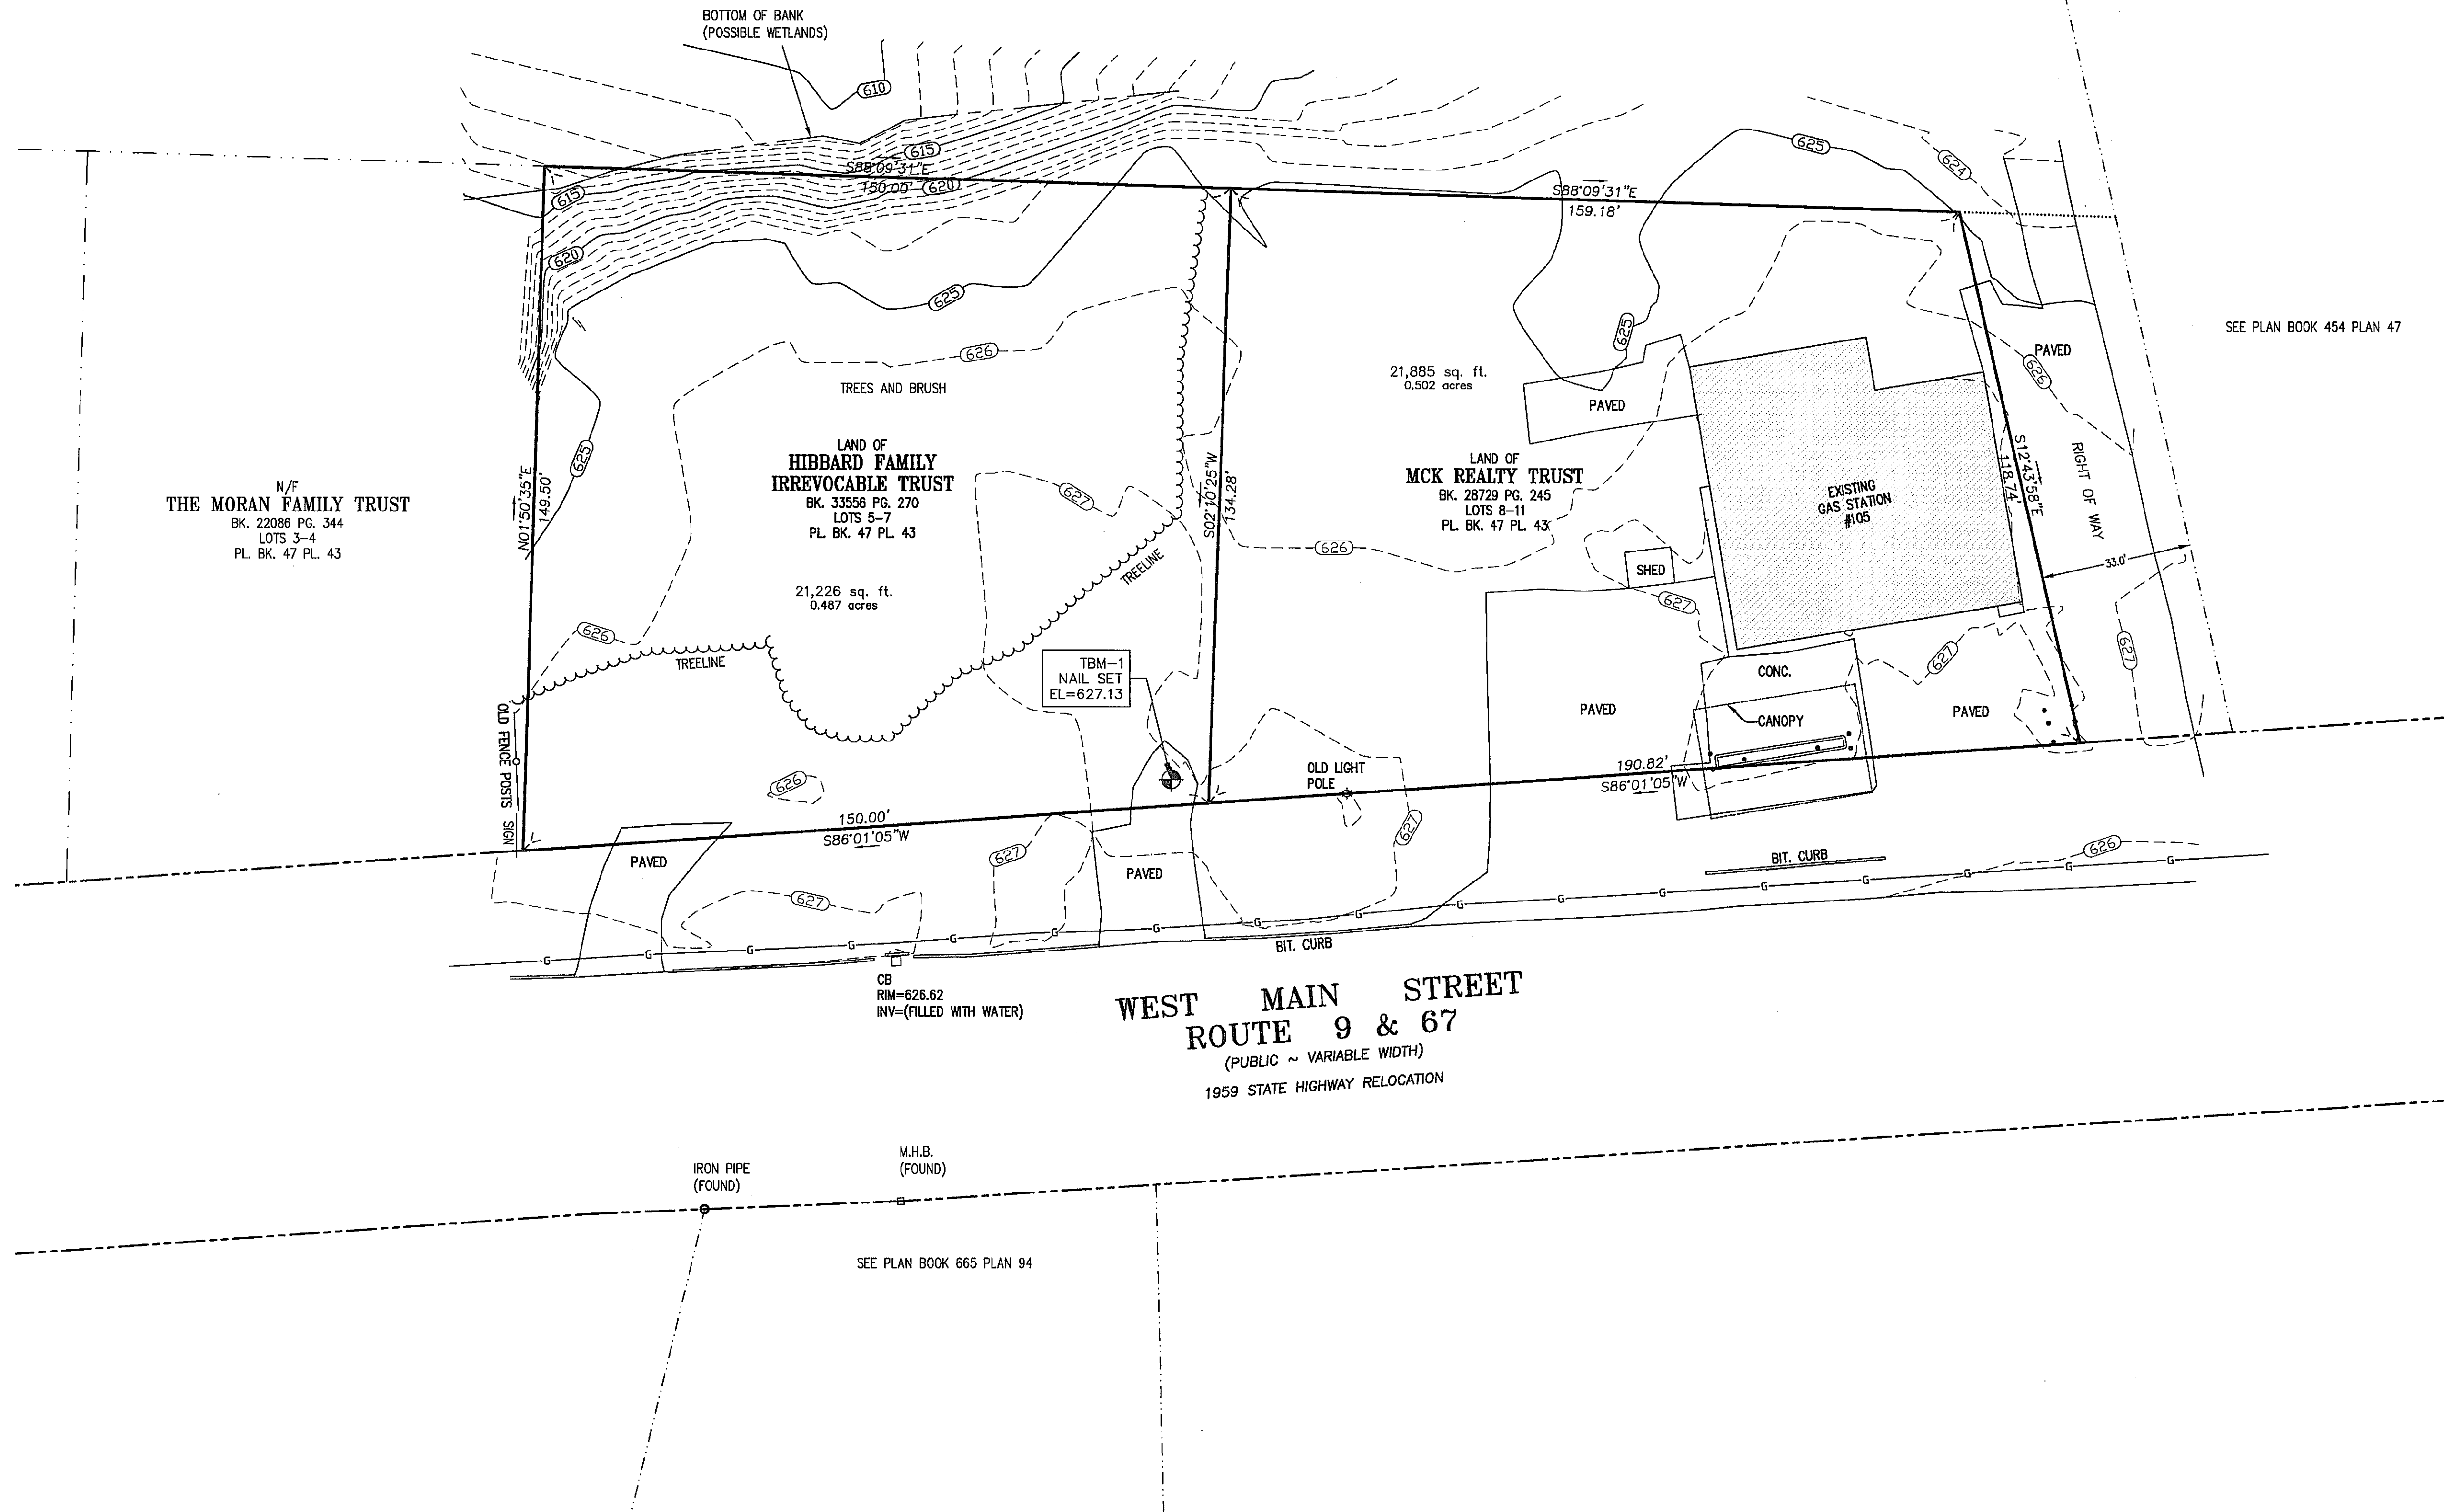 BOTTOM OF BANK
(POSSIBLE WETLANDS)
610
615
S88°09'31"E
150.00'
620
615
620
625
625
624
S88°09'31"E
159.18'
625
625
SEE PLAN BOOK 454 PLAN 47
PAVED
626
626
TREES AND BRUSH
21,885 sq. ft.
0.502 acres
PAVED
LAND OF
HIBBARD FAMILY
IRREVOCABLE TRUST
BK. 33556 PG. 270
LOTS 5-7
PL. BK. 47 PL. 43
21,226 sq. ft.
0.487 acres
LAND OF
MCK REALTY TRUST
BK. 28729 PG. 245
LOTS 8-11
PL. BK. 47 PL. 43
N/F
THE MORAN FAMILY TRUST
BK. 22086 PG. 344
LOTS 3-4
PL. BK. 47 PL. 43
N01°50'35"E
149.50'
625
627
S02°10'25"W
134.28'
626
EXISTING
GAS STATION
#105
S12°43'58"E
118.74'
RIGHT OF WAY
33.0'
TREELINE
SHED
627
626
TREELINE
TBM-1
NAIL SET
EL=627.13
CONC.
627
627
PAVED
CANOPY
PAVED
OLD FENCE POSTS
SIGN
626
OLD LIGHT
POLE
190.82'
S86°01'05"W
150.00'
S86°01'05"W
627
PAVED
627
PAVED
BIT. CURB
626
627
G G G G G G G G G G G G G G G G G
BIT. CURB
CB
RIM=626.62
INV=(FILLED WITH WATER)
WEST MAIN STREET
ROUTE 9 & 67
(PUBLIC ~ VARIABLE WIDTH)
1959 STATE HIGHWAY RELOCATION
IRON PIPE
(FOUND)
M.H.B.
(FOUND)
SEE PLAN BOOK 665 PLAN 94